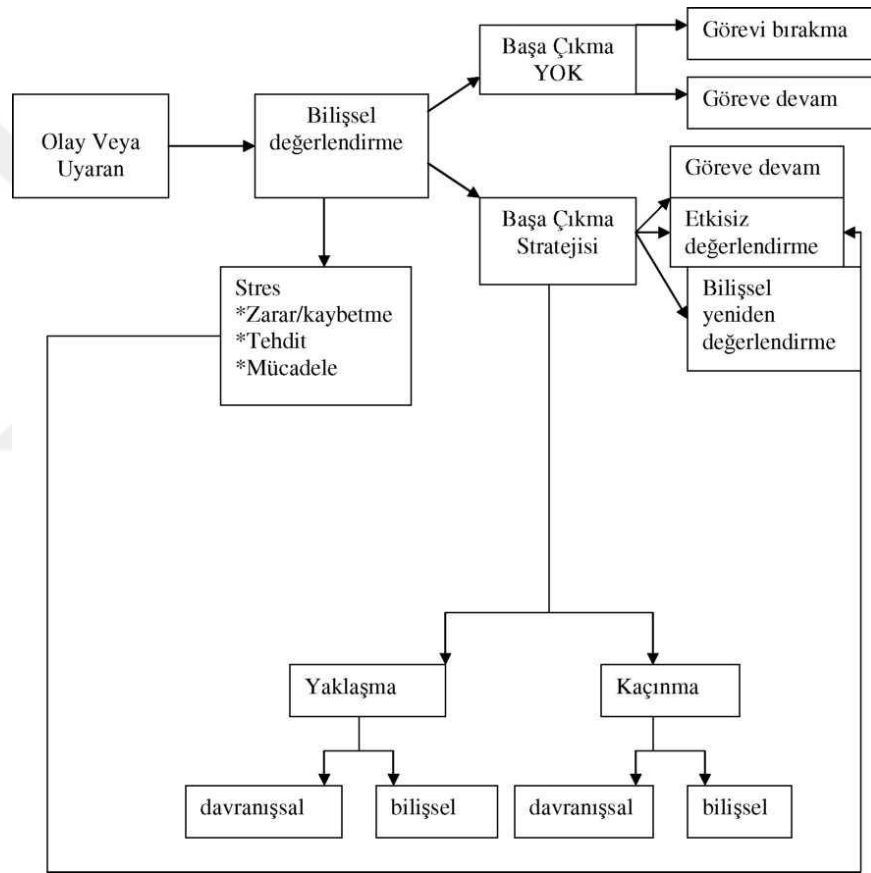 Olay Veya
Uyaran
Bilişsel
değerlendirme
Başa Çıkma
YOK
Görevi bırakma
Göreve devam
Başa Çıkma
Stratejisi
Göreve devam
Etkisiz
değerlendirme
Bilişsel
yeniden
değerlendirme
Stres
*Zarar/kaybetme
*Tehdit
*Mücadele
Yaklaşma
Kaçınma
davranışsal
bilişsel
davranışsal
bilişsel